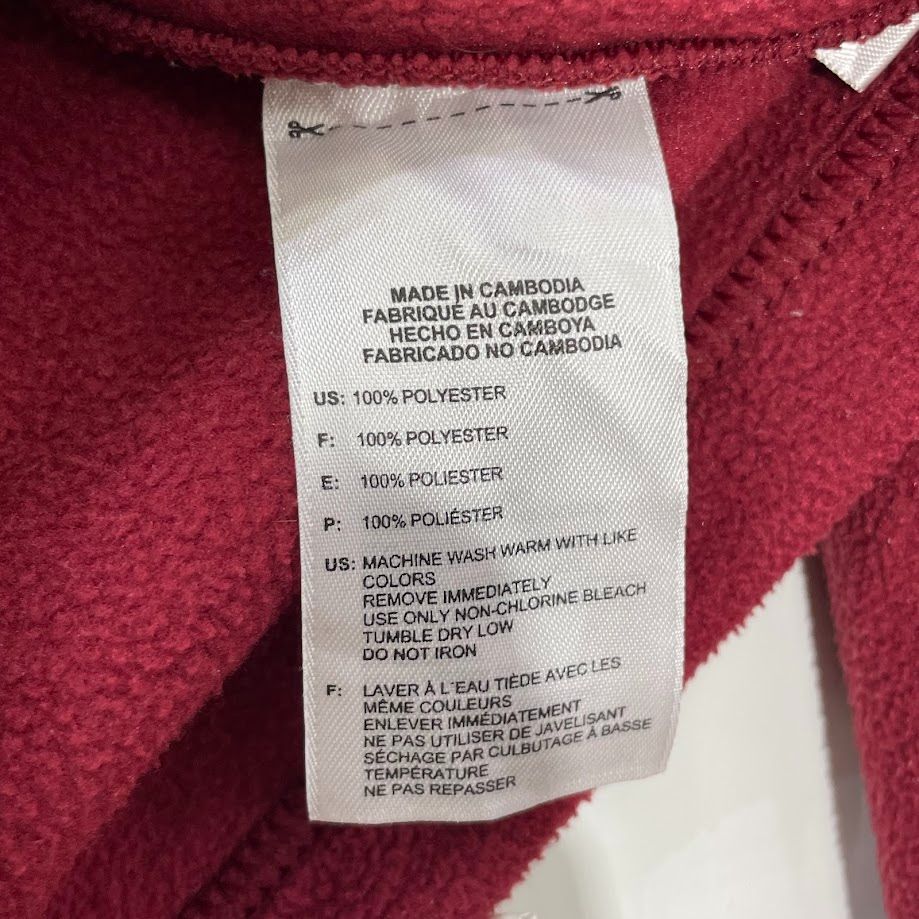 MADE IN CAMBODIA
FABRIQUE AU CAMBODGE
HECHO EN CAMBOYA
FABRICADO NO CAMBODIA
US: 100% POLYESTER
F: 100% POLYESTER
E: 100% POLIESTER
P: 100% POLIÉSTER
US: MACHINE WASH WARM WITH LIKE
COLORS
REMOVE IMMEDIATELY
USE ONLY NON-CHLORINE BLEACH
TUMBLE DRY LOW
DO NOT IRON
F: LAVER À L´EAU TIÈDE AVEC LES
MÊME COULEURS
ENLEVER IMMÉDIATEMENT
NE PAS UTILISER DE JAVELISANT
SÉCHAGE PAR CULBUTAGE À BASSE
TEMPÉRATURE
NE PAS REPASSER